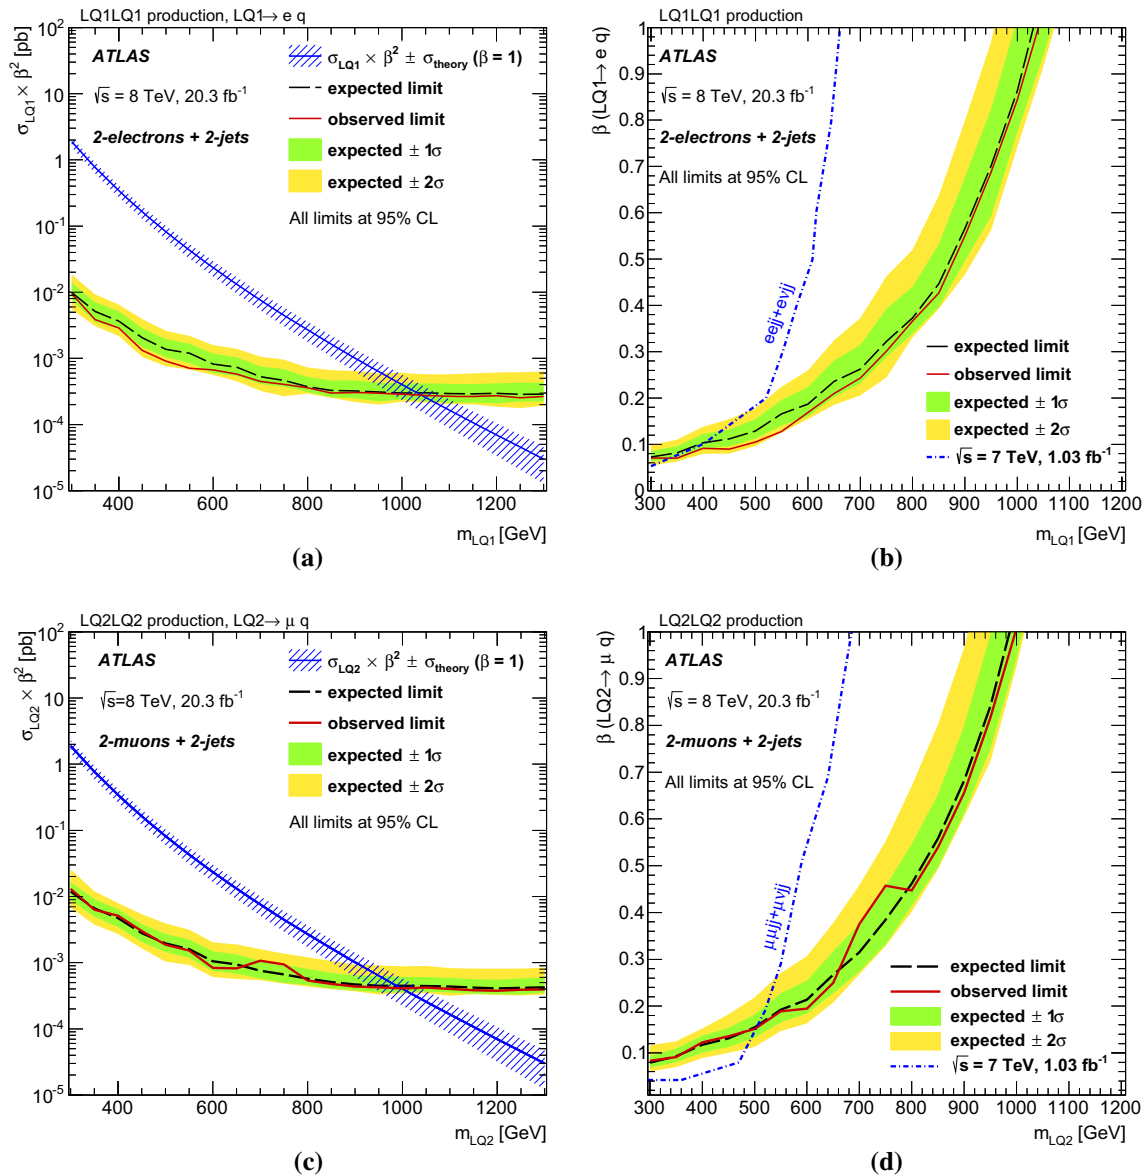 LQ1LQ1 production, LQ1→ e q
σ_LQ1 × β² [pb]
10²
10
1
10⁻¹
10⁻²
10⁻³
10⁻⁴
10⁻⁵
ATLAS
√s = 8 TeV, 20.3 fb⁻¹
2-electrons + 2-jets
σ_LQ1 × β² ± σ_theory (β = 1)
expected limit
observed limit
expected ± 1σ
expected ± 2σ
All limits at 95% CL
400 600 800 1000 1200
m_LQ1 [GeV]
(a)
LQ1LQ1 production
β (LQ1→ e q)
1
0.9
0.8
0.7
0.6
0.5
0.4
0.3
0.2
0.1
0
ATLAS
√s = 8 TeV, 20.3 fb⁻¹
2-electrons + 2-jets
All limits at 95% CL
eejj+eνjj
expected limit
observed limit
expected ± 1σ
expected ± 2σ
√s = 7 TeV, 1.03 fb⁻¹
300 400 500 600 700 800 900 1000 1100 1200
m_LQ1 [GeV]
(b)
LQ2LQ2 production, LQ2→ μ q
σ_LQ2 × β² [pb]
10²
10
1
10⁻¹
10⁻²
10⁻³
10⁻⁴
10⁻⁵
ATLAS
√s=8 TeV, 20.3 fb⁻¹
2-muons + 2-jets
σ_LQ2 × β² ± σ_theory (β = 1)
expected limit
observed limit
expected ± 1σ
expected ± 2σ
All limits at 95% CL
400 600 800 1000 1200
m_LQ2 [GeV]
(c)
LQ2LQ2 production
β (LQ2→ μ q)
1
0.9
0.8
0.7
0.6
0.5
0.4
0.3
0.2
0.1
ATLAS
√s = 8 TeV, 20.3 fb⁻¹
2-muons + 2-jets
All limits at 95% CL
μμjj+μνjj
expected limit
observed limit
expected ± 1σ
expected ± 2σ
√s = 7 TeV, 1.03 fb⁻¹
300 400 500 600 700 800 900 1000 1100 1200
m_LQ2 [GeV]
(d)